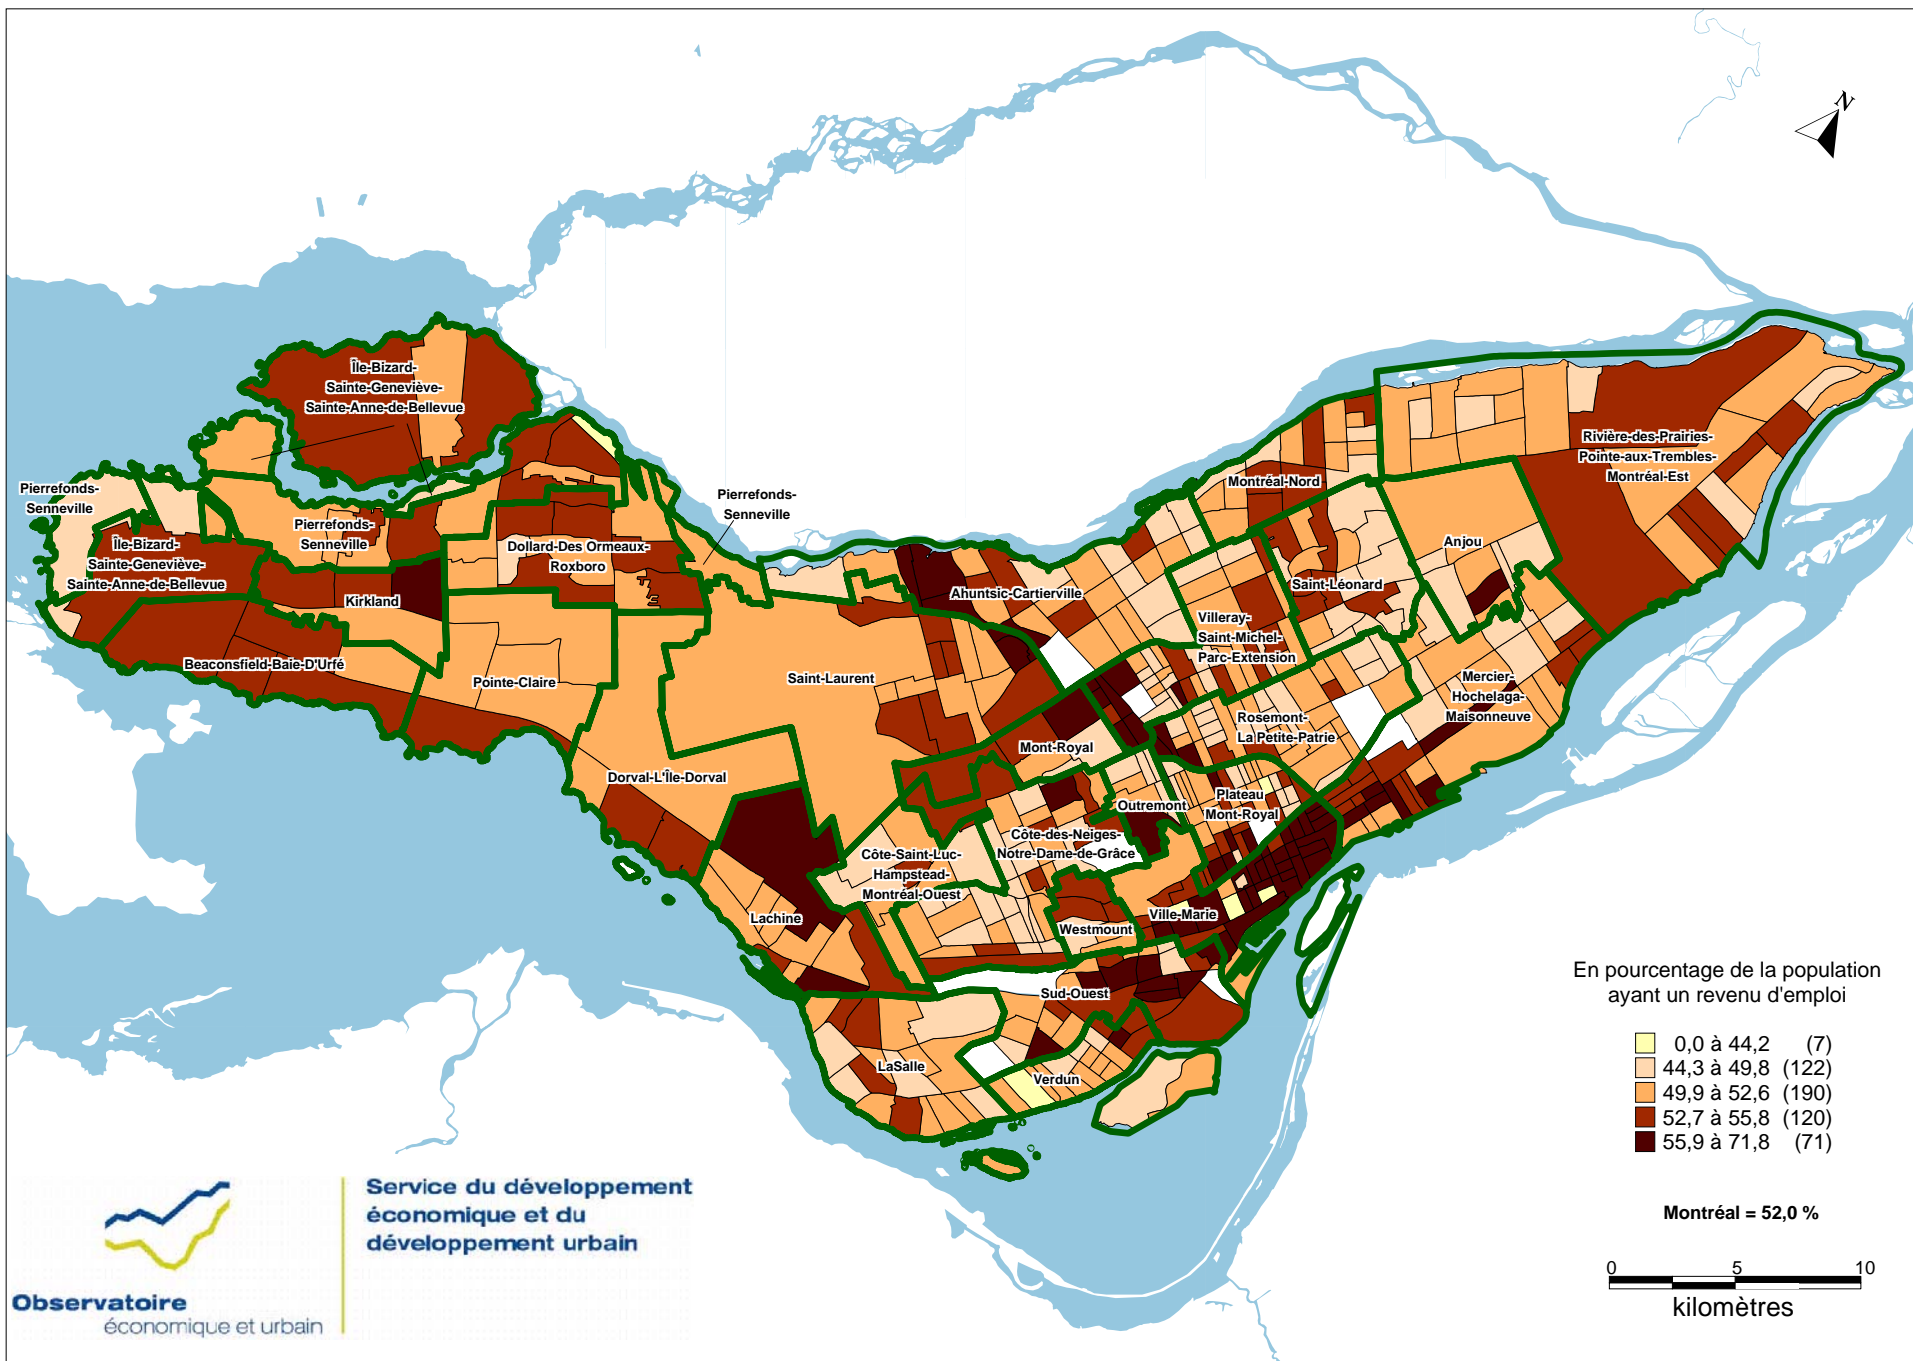 N
Île-Bizard-
Sainte-Geneviève-
Sainte-Anne-de-Bellevue
Pierrefonds-
Senneville
Pierrefonds-
Senneville
Pierrefonds-
Senneville
Île-Bizard-
Sainte-Geneviève-
Sainte-Anne-de-Bellevue
Dollard-Des Ormeaux-
Roxboro
Kirkland
Beaconsfield-Baie-D'Urfé
Pointe-Claire
Dorval-L'Île-Dorval
Saint-Laurent
Ahuntsic-Cartierville
Montréal-Nord
Rivière-des-Prairies-
Pointe-aux-Trembles-
Montréal-Est
Anjou
Saint-Léonard
Villeray-
Saint-Michel-
Parc-Extension
Mercier-
Hochelaga-
Maisonneuve
Rosemont-
La Petite-Patrie
Mont-Royal
Outremont
Plateau
Mont-Royal
Côte-des-Neiges-
Notre-Dame-de-Grâce
Côte-Saint-Luc-
Hampstead-
Montréal-Ouest
Lachine
Westmount
Ville-Marie
Sud-Ouest
LaSalle
Verdun
En pourcentage de la population
ayant un revenu d'emploi
0,0 à 44,2 (7)
44,3 à 49,8 (122)
49,9 à 52,6 (190)
52,7 à 55,8 (120)
55,9 à 71,8 (71)
Montréal = 52,0 %
0 5 10
kilomètres
Service du développement
économique et du
développement urbain
Observatoire
économique et urbain